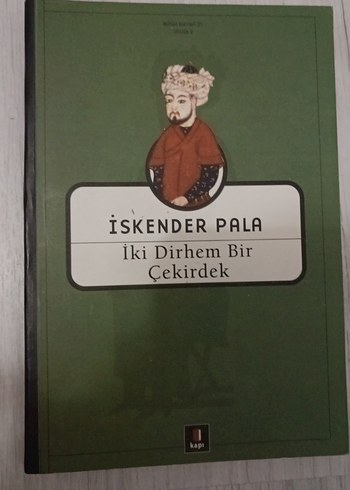 İSKENDER PALA
İki Dirhem Bir
Çekirdek
kapı